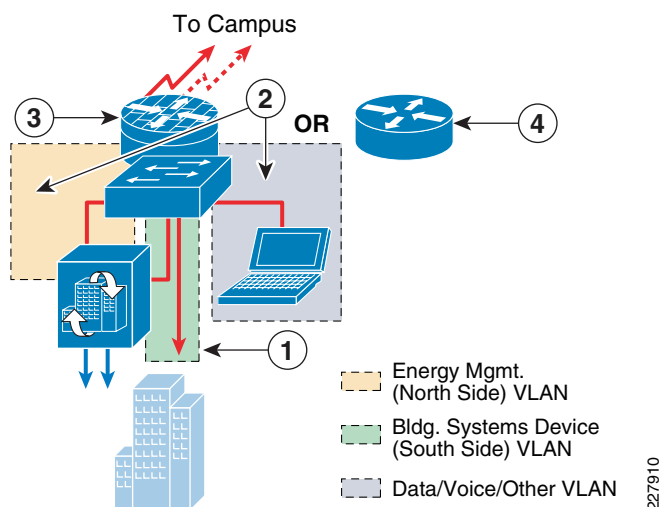 To Campus
2
3
OR
4
1
Energy Mgmt.
(North Side) VLAN
Bldg. Systems Device
(South Side) VLAN
Data/Voice/Other VLAN
227910